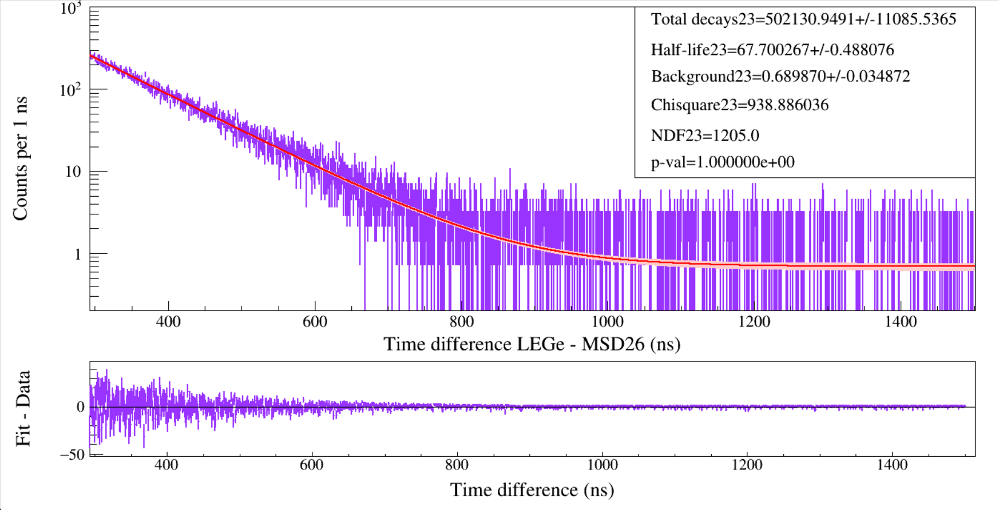 10³
10²
10
1
Counts per 1 ns
Total decays23=502130.9491+/-11085.5365
Half-life23=67.700267+/-0.488076
Background23=0.689870+/-0.034872
Chisquare23=938.886036
NDF23=1205.0
p-val=1.000000e+00
400 600 800 1000 1200 1400
Time difference LEGe - MSD26 (ns)
0
−50
Fit - Data
400 600 800 1000 1200 1400
Time difference (ns)